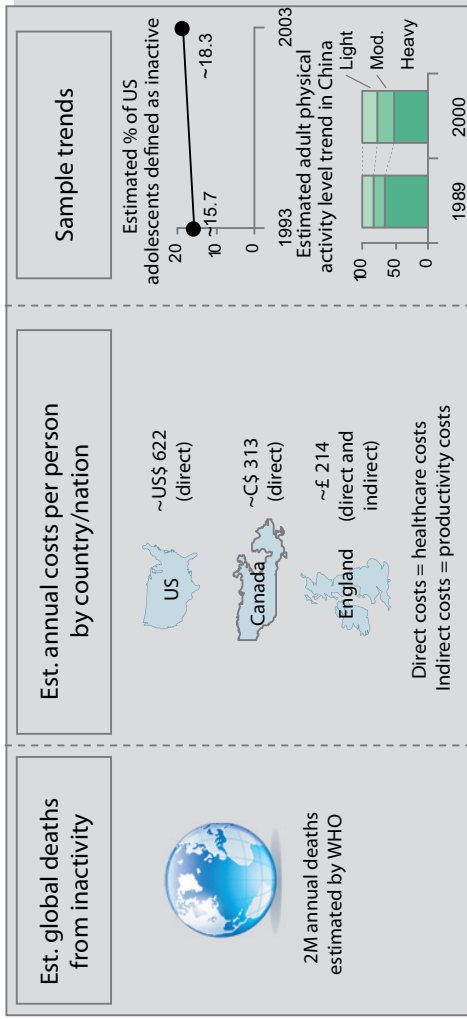 Est. global deaths
from inactivity
2M annual deaths
estimated by WHO
Est. annual costs per person
by country/nation
US
~US$ 622
(direct)
Canada
~C$ 313
(direct)
England
~£ 214
(direct and
indirect)
Direct costs = healthcare costs
Indirect costs = productivity costs
Sample trends
Estimated % of US
adolescents defined as inactive
20
10
0
~15.7
~18.3
1993
2003
Estimated adult physical
activity level trend in China
100
50
0
Light
Mod.
Heavy
1989
2000